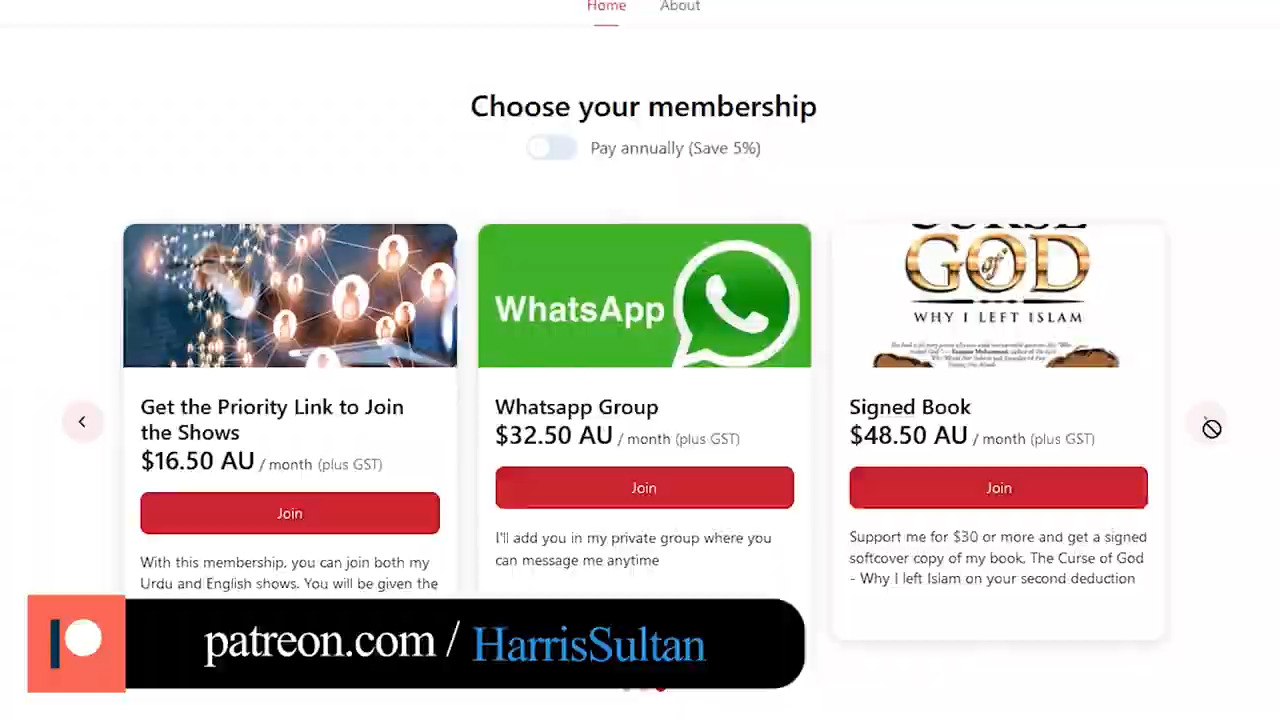 Home About
Choose your membership
Pay annually (Save 5%)
WhatsApp
GOD
of
WHY I LEFT ISLAM
Get the Priority Link to Join
the Shows
$16.50 AU / month (plus GST)
Join
With this membership, you can join both my
Urdu and English shows. You will be given the
Whatsapp Group
$32.50 AU / month (plus GST)
Join
I'll add you in my private group where you
can message me anytime
Signed Book
$48.50 AU / month (plus GST)
Join
Support me for $30 or more and get a signed
softcover copy of my book, The Curse of God
- Why I left Islam on your second deduction
patreon.com / HarrisSultan